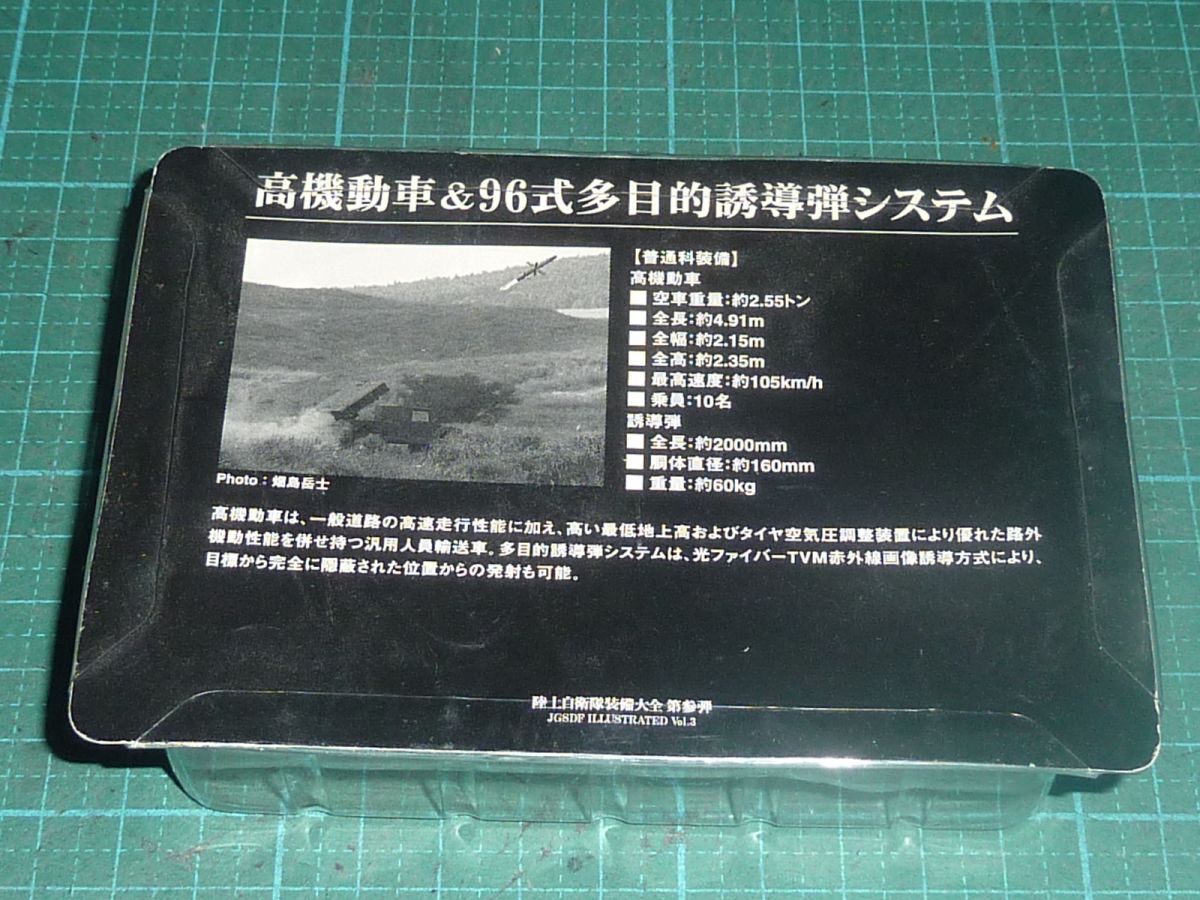 高機動車&96式多目的誘導弾システム
【普通科装備】
高機動車
■ 空車重量:約2.55トン
■ 全長:約4.91m
■ 全幅:約2.15m
■ 全高:約2.35m
■ 最高速度:約105km/h
■ 乗員:10名
誘導弾
■ 全長:約2000mm
■ 胴体直径:約160mm
■ 重量:約60kg
Photo：畑島岳士
高機動車は、一般道路の高速走行性能に加え、高い最低地上高およびタイヤ空気圧調整装置により優れた路外
機動性能を併せ持つ汎用人員輸送車。多目的誘導弾システムは、光ファイバーTVM赤外線画像誘導方式により、
目標から完全に隠蔽された位置からの発射も可能。
陸上自衛隊装備大全 第参弾
JGSDF ILLUSTRATED Vol.3